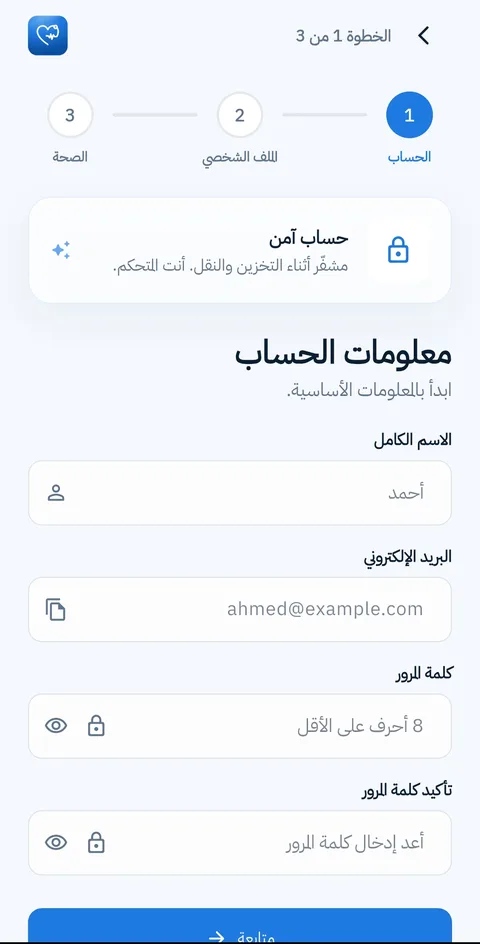 الخطوة 1 من 3
1
2
3
الحساب
الملف الشخصي
الصحة
حساب آمن
مشفّر أثناء التخزين والنقل. أنت المتحكم.
معلومات الحساب
ابدأ بالمعلومات الأساسية.
الاسم الكامل
أحمد
البريد الإلكتروني
ahmed@example.com
كلمة المرور
8 أحرف على الأقل
تأكيد كلمة المرور
أعد إدخال كلمة المرور
متابعة